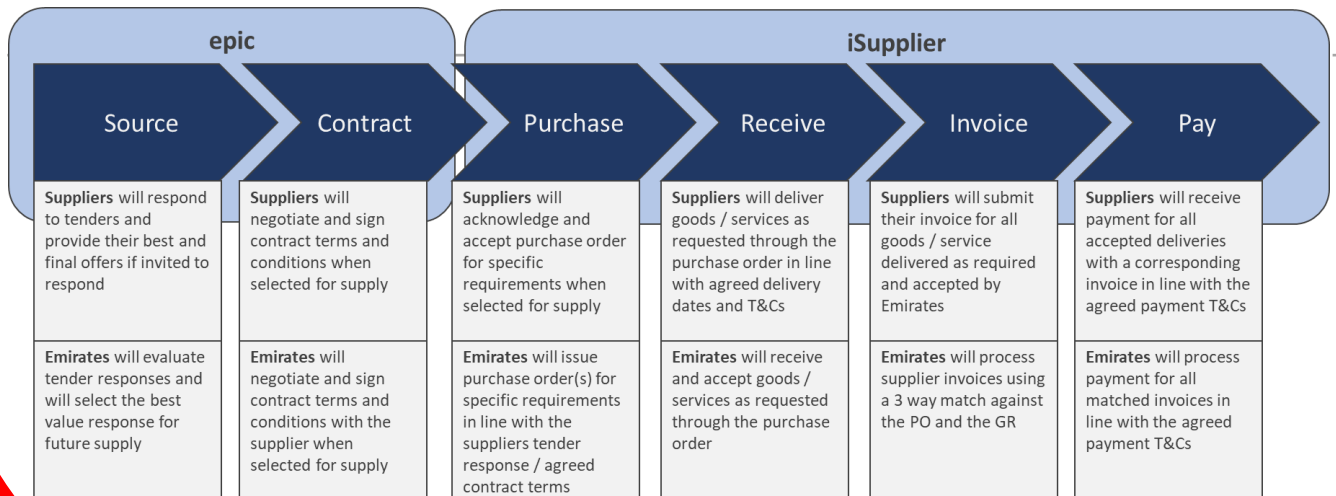 epic
iSupplier
Source
Contract
Purchase
Receive
Invoice
Pay
Suppliers will respond
to tenders and
provide their best and
final offers if invited to
respond
Suppliers will
negotiate and sign
contract terms and
conditions when
selected for supply
Suppliers will
acknowledge and
accept purchase order
for specific
requirements when
selected for supply
Suppliers will deliver
goods / services as
requested through the
purchase order in line
with agreed delivery
dates and T&Cs
Suppliers will submit
their invoice for all
goods / service
delivered as required
and accepted by
Emirates
Suppliers will receive
payment for all
accepted deliveries
with a corresponding
invoice in line with the
agreed payment T&Cs
Emirates will evaluate
tender responses and
will select the best
value response for
future supply
Emirates will
negotiate and sign
contract terms and
conditions with the
supplier when
selected for supply
Emirates will issue
purchase order(s) for
specific requirements
in line with the
suppliers tender
response / agreed
contract terms
Emirates will receive
and accept goods /
services as requested
through the purchase
order
Emirates will process
supplier invoices using
a 3 way match against
the PO and the GR
Emirates will process
payment for all
matched invoices in
line with the agreed
payment T&Cs